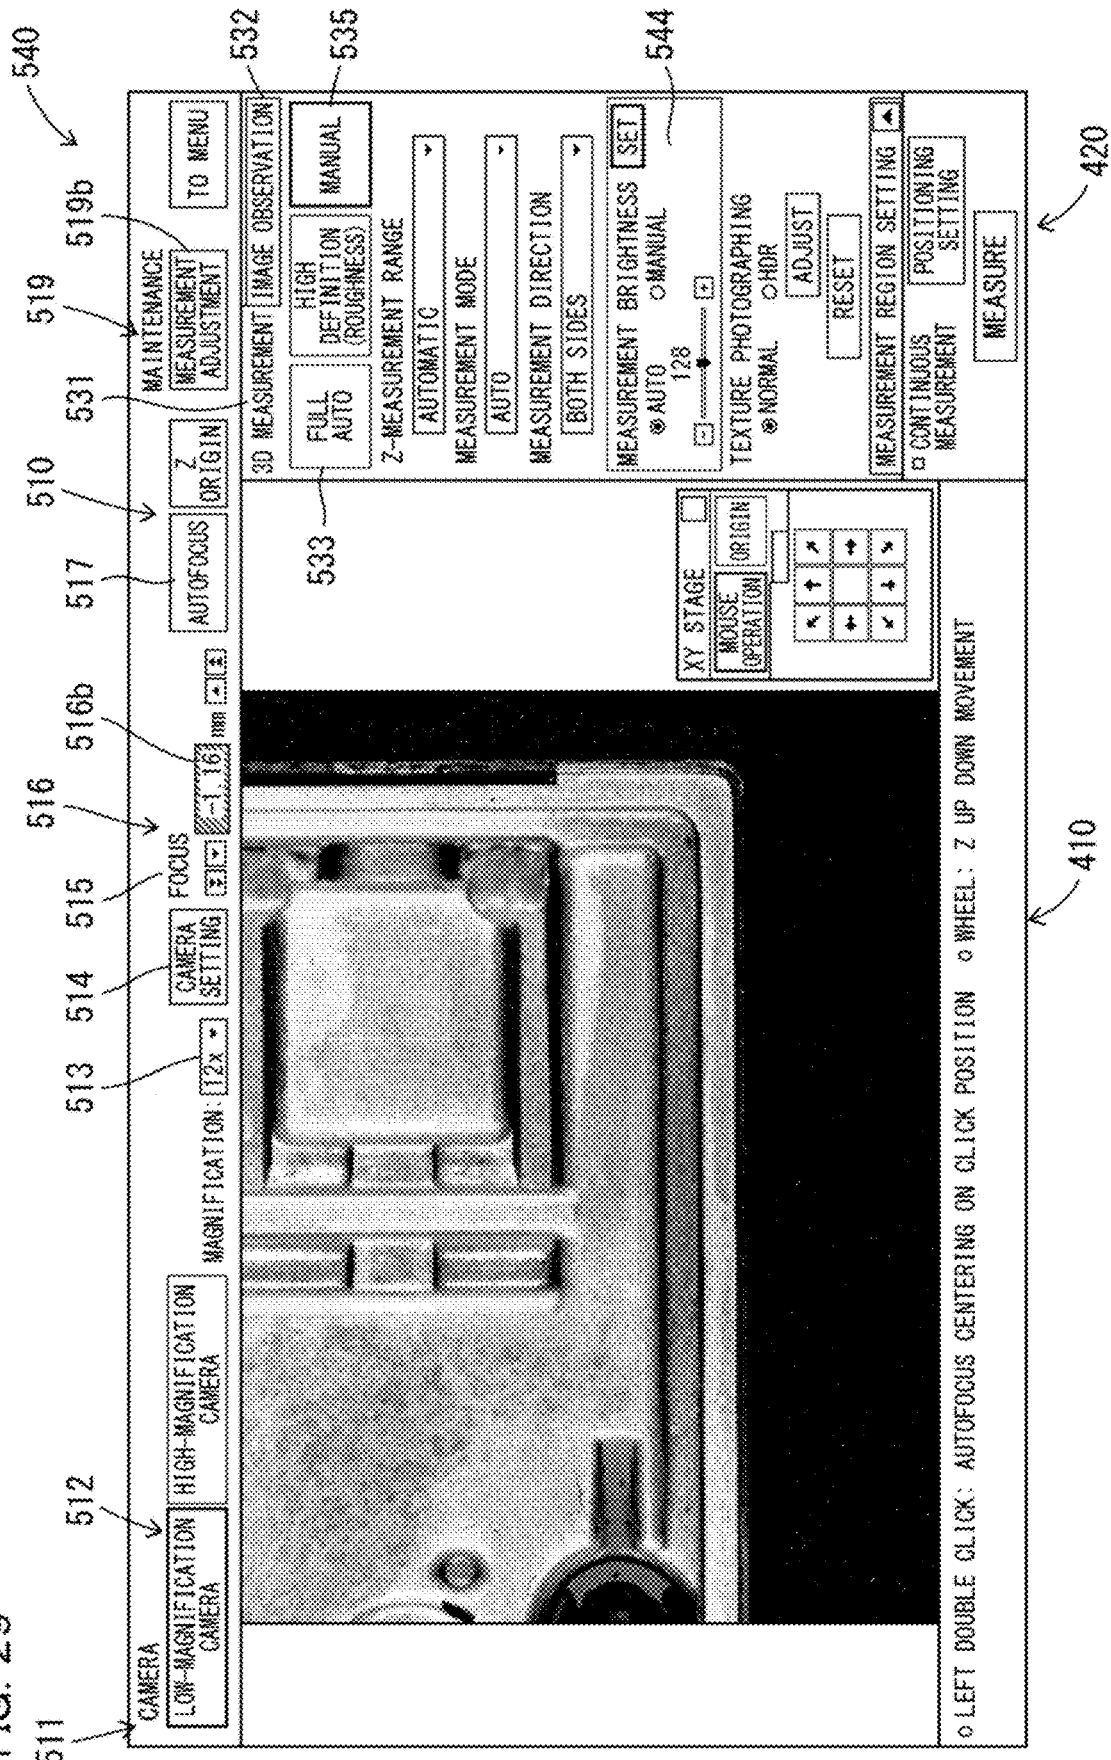 FIG. 29
511
512
513
514
515
516
516b
517
510
531
519
519b
540
CAMERA
LOW-MAGNIFICATION
CAMERA
HIGH-MAGNIFICATION
CAMERA
MAGNIFICATION: 12x
CAMERA
SETTING
FOCUS
-1.16 mm
AUTOFOCUS
Z
ORIGIN
MAINTENANCE
MEASUREMENT
ADJUSTMENT
TO MENU
532
535
533
544
3D MEASUREMENT
IMAGE OBSERVATION
FULL
AUTO
HIGH
DEFINITION
(ROUGHNESS)
MANUAL
Z-MEASUREMENT RANGE
AUTOMATIC
MEASUREMENT MODE
AUTO
MEASUREMENT DIRECTION
BOTH SIDES
MEASUREMENT BRIGHTNESS SET
AUTO MANUAL
128
- +
TEXTURE PHOTOGRAPHING
NORMAL HDR
ADJUST
RESET
MEASUREMENT REGION SETTING
CONTINUOUS
MEASUREMENT
POSITIONING
SETTING
MEASURE
XY STAGE
MOUSE
OPERATION
ORIGIN
LEFT DOUBLE CLICK: AUTOFOCUS CENTERING ON CLICK POSITION WHEEL: Z UP DOWN MOVEMENT
410
420